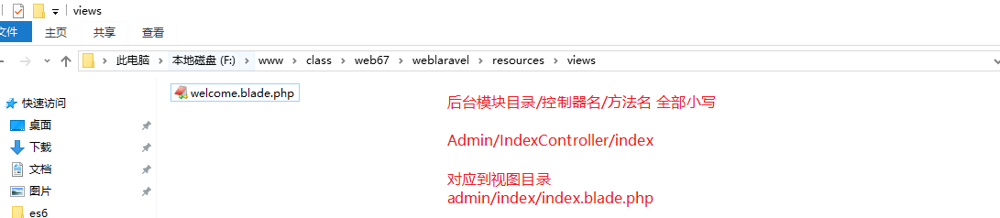 views
文件
主页
共享
查看
此电脑 › 本地磁盘 (F:) › www › class › web67 › weblaravel › resources › views
快速访问
桌面
下载
文档
图片
es6
welcome.blade.php
后台模块目录/控制器名/方法名 全部小写
Admin/IndexController/index
对应到视图目录
admin/index/index.blade.php